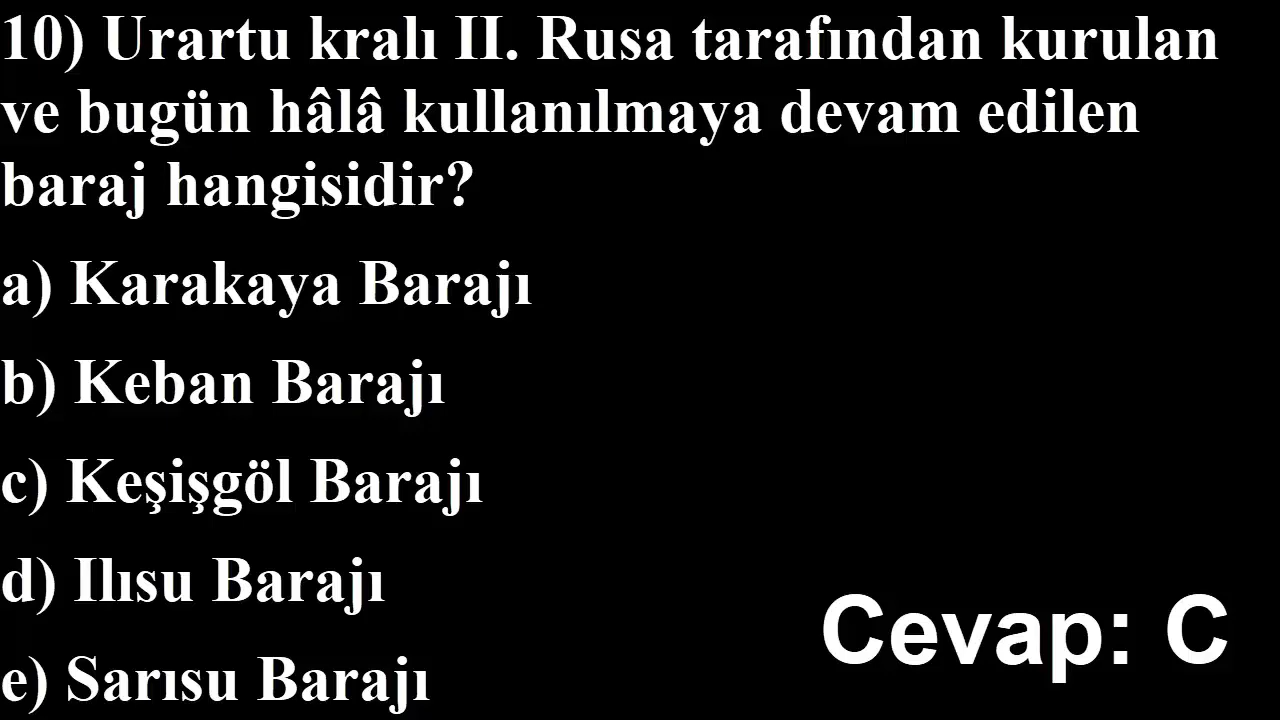 10) Urartu kralı II. Rusa tarafından kurulan
ve bugün hâlâ kullanılmaya devam edilen
baraj hangisidir?
a) Karakaya Barajı
b) Keban Barajı
c) Keşişgöl Barajı
d) Ilısu Barajı
e) Sarısu Barajı
Cevap: C